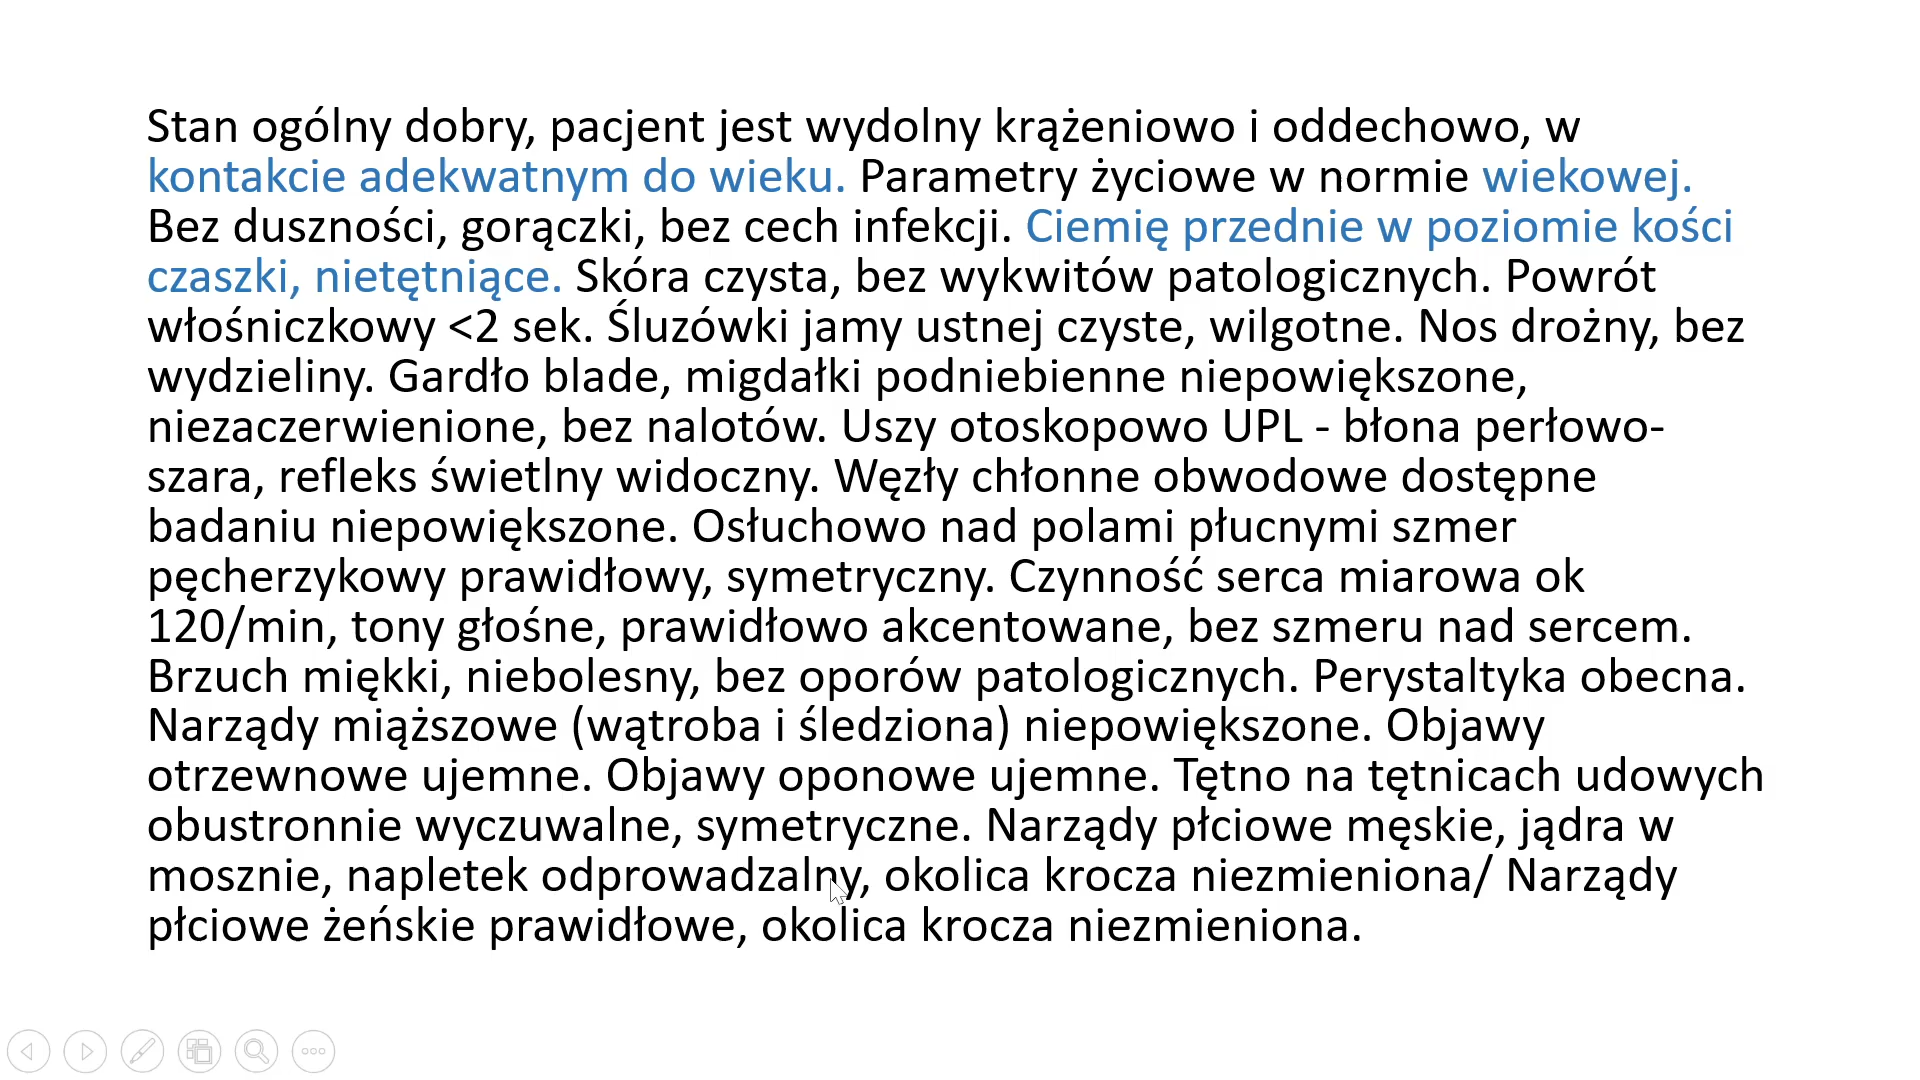 Stan ogólny dobry, pacjent jest wydolny krążeniowo i oddechowo, w
kontakcie adekwatnym do wieku. Parametry życiowe w normie wiekowej.
Bez duszności, gorączki, bez cech infekcji. Ciemię przednie w poziomie kości
czaszki, nietętniące. Skóra czysta, bez wykwitów patologicznych. Powrót
włośniczkowy <2 sek. Śluzówki jamy ustnej czyste, wilgotne. Nos drożny, bez
wydzieliny. Gardło blade, migdałki podniebienne niepowiększone,
niezaczerwienione, bez nalotów. Uszy otoskopowo UPL - błona perłowo-
szara, refleks świetlny widoczny. Węzły chłonne obwodowe dostępne
badaniu niepowiększone. Osłuchowo nad polami płucnymi szmer
pęcherzykowy prawidłowy, symetryczny. Czynność serca miarowa ok
120/min, tony głośne, prawidłowo akcentowane, bez szmeru nad sercem.
Brzuch miękki, niebolesny, bez oporów patologicznych. Perystaltyka obecna.
Narządy miąższowe (wątroba i śledziona) niepowiększone. Objawy
otrzewnowe ujemne. Objawy oponowe ujemne. Tętno na tętnicach udowych
obustronnie wyczuwalne, symetryczne. Narządy płciowe męskie, jądra w
mosznie, napletek odprowadzalny, okolica krocza niezmieniona/ Narządy
płciowe żeńskie prawidłowe, okolica krocza niezmieniona.